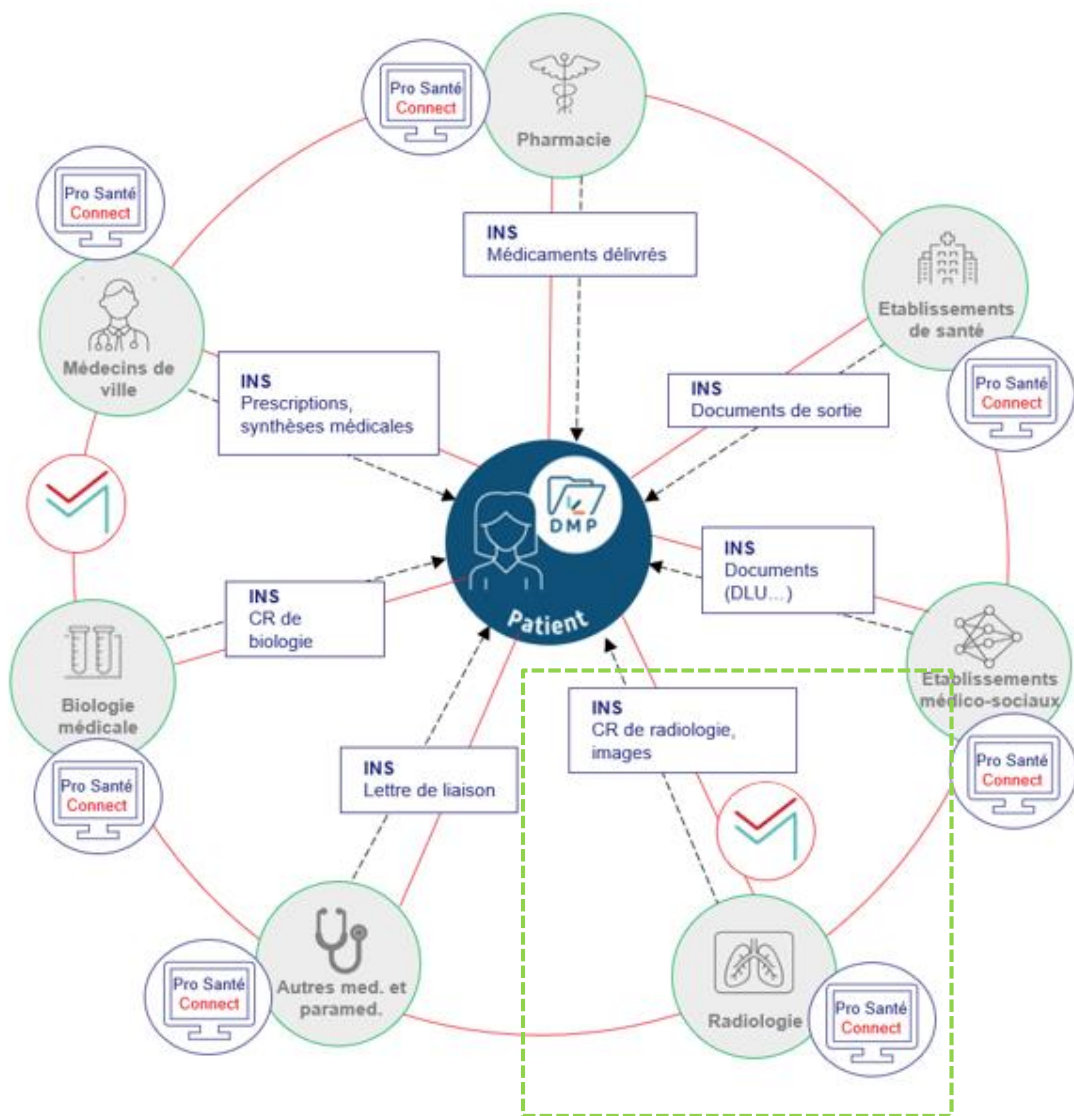 Pro Santé
Connect
Pharmacie
Pro Santé
Connect
INS
Médicaments délivrés
Etablissements
de santé
Médecins de
ville
INS
Prescriptions,
synthèses médicales
INS
Documents de sortie
Pro Santé
Connect
DMP
Patient
INS
Documents
(DLU...)
INS
CR de
biologie
Biologie
médicale
Etablissements
médico-sociaux
INS
CR de radiologie,
images
INS
Lettre de liaison
Pro Santé
Connect
Pro Santé
Connect
Autres med. et
paramed.
Pro Santé
Connect
Radiologie
Pro Santé
Connect